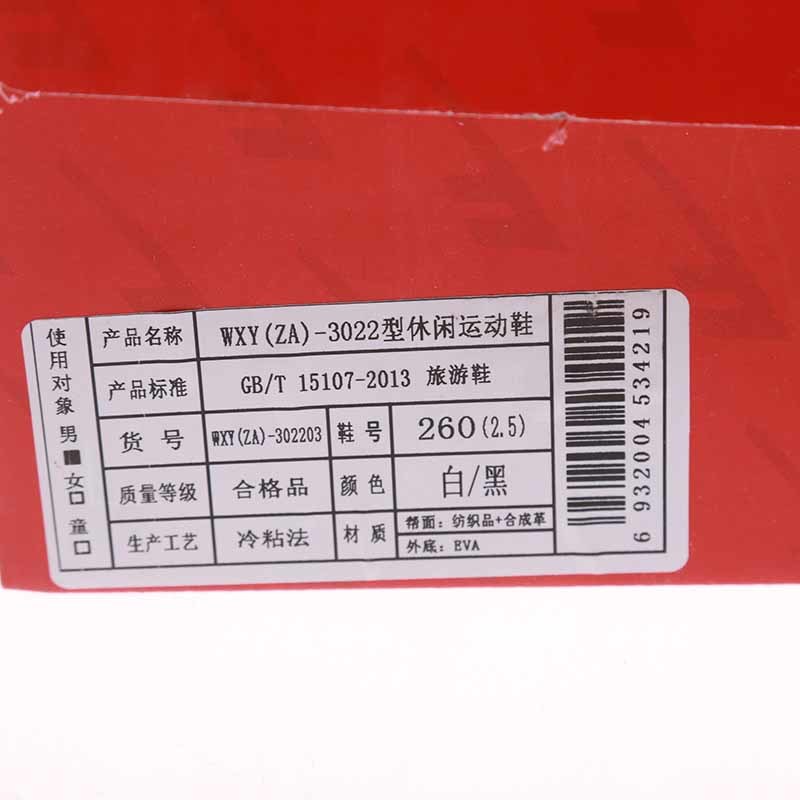 使用对象 男■ 女□ 童□
产品名称 WXY(ZA)-3022型休闲运动鞋
产品标准 GB/T 15107-2013 旅游鞋
货号 WXY(ZA)-302203 鞋号 260(2.5)
质量等级 合格品 颜色 白/黑
生产工艺 冷粘法 材质 帮面：纺织品+合成革
外底：EVA
6 932004 534219